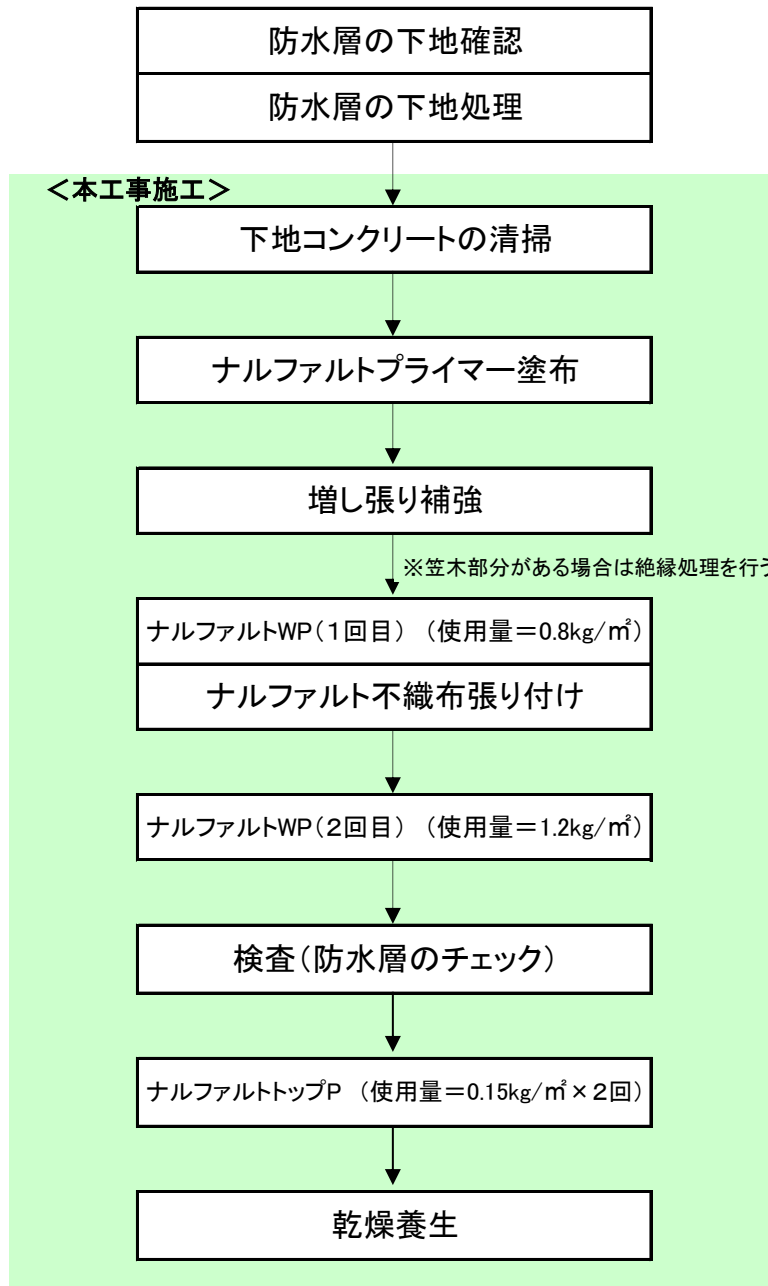 防水層の下地確認
防水層の下地処理
＜本工事施工＞
下地コンクリートの清掃
ナルファルトプライマー塗布
増し張り補強
※笠木部分がある場合は絶縁処理を行う
ナルファルトWP（１回目）　（使用量＝0.8kg/㎡）
ナルファルト不織布張り付け
ナルファルトWP（２回目）　（使用量＝1.2kg/㎡）
検査（防水層のチェック）
ナルファルトトップP　（使用量＝0.15kg/㎡×２回）
乾燥養生